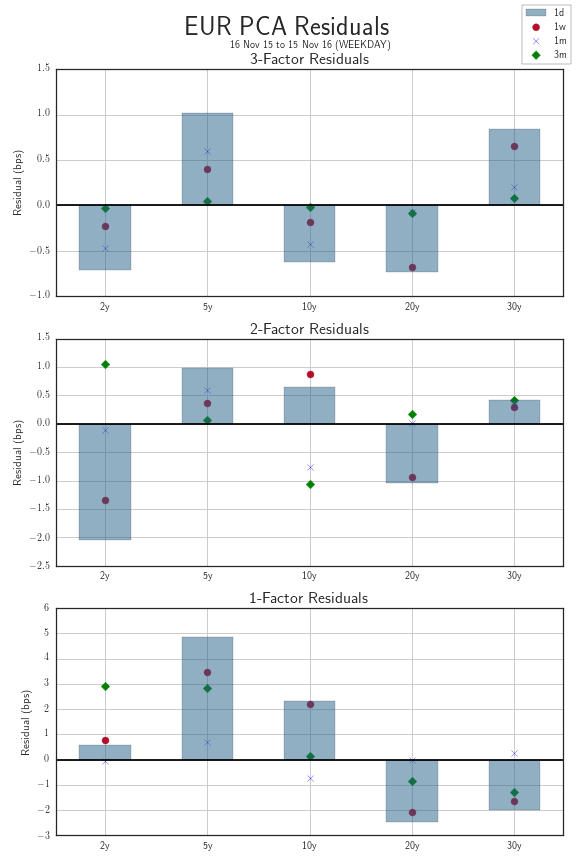 EUR PCA Residuals
16 Nov 15 to 15 Nov 16 (WEEKDAY)
1d
1w
1m
3m
3-Factor Residuals
Residual (bps)
1.5
1.0
0.5
0.0
−0.5
−1.0
2y 5y 10y 20y 30y
2-Factor Residuals
Residual (bps)
1.5
1.0
0.5
0.0
−0.5
−1.0
−1.5
−2.0
−2.5
2y 5y 10y 20y 30y
1-Factor Residuals
Residual (bps)
6
5
4
3
2
1
0
−1
−2
−3
2y 5y 10y 20y 30y